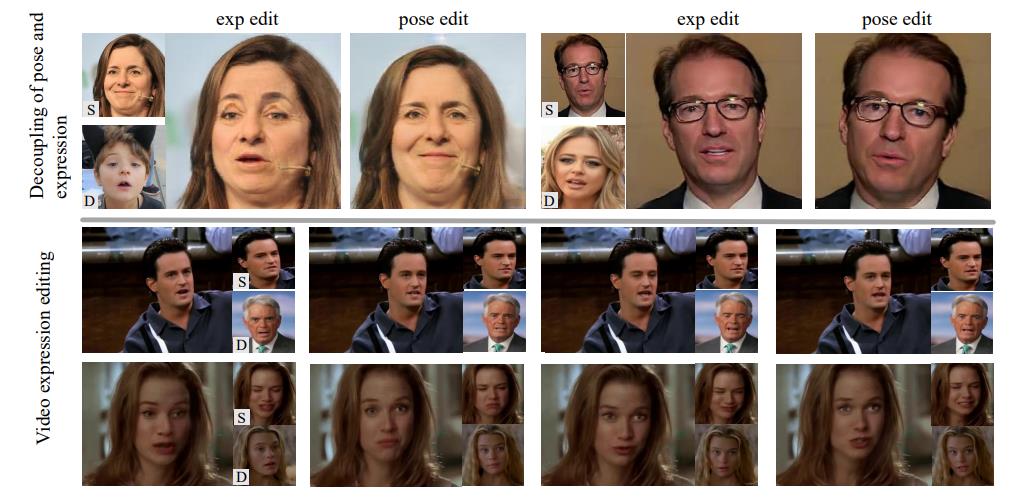 exp edit
pose edit
exp edit
pose edit
Decoupling of pose and
expression
S
D
S
D
Video expression editing
S
D
S
D